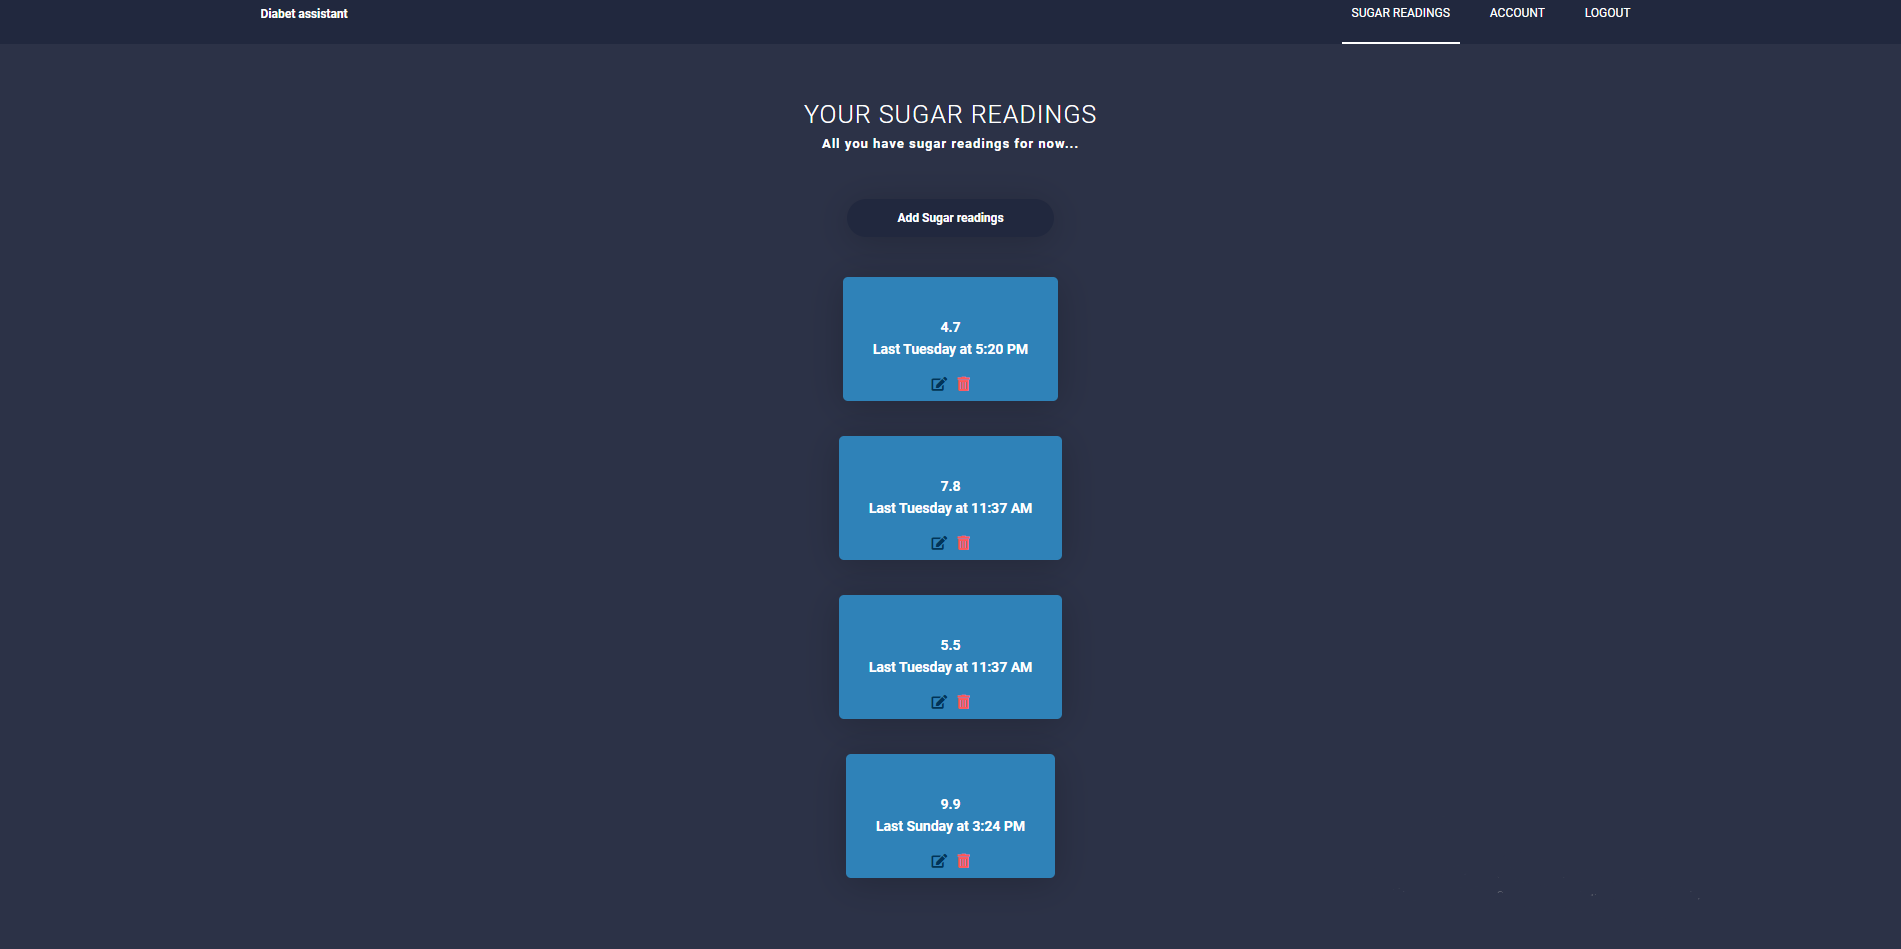 Diabet assistant
SUGAR READINGS
ACCOUNT
LOGOUT
YOUR SUGAR READINGS
All you have sugar readings for now...
Add Sugar readings
4.7
Last Tuesday at 5:20 PM
7.8
Last Tuesday at 11:37 AM
5.5
Last Tuesday at 11:37 AM
9.9
Last Sunday at 3:24 PM